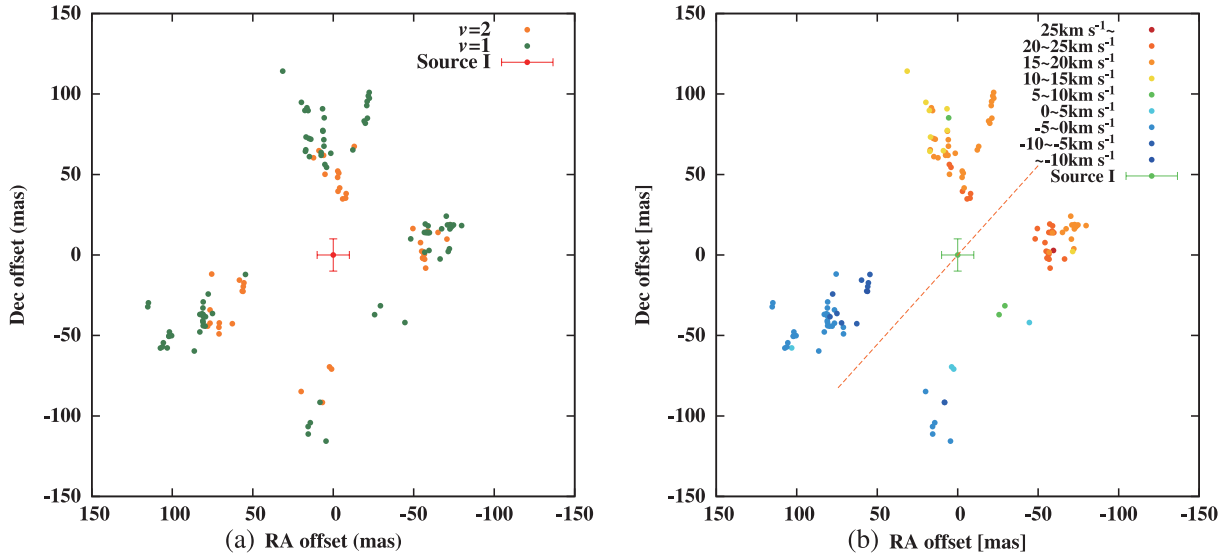 150
100
50
0
-50
-100
-150
Dec offset (mas)
v=2
v=1
Source I
150 100 50 0 -50 -100 -150
(a) RA offset (mas)
150
100
50
0
-50
-100
-150
Dec offset [mas]
25km s⁻¹~
20~25km s⁻¹
15~20km s⁻¹
10~15km s⁻¹
5~10km s⁻¹
0~5km s⁻¹
-5~0km s⁻¹
-10~-5km s⁻¹
~-10km s⁻¹
Source I
150 100 50 0 -50 -100 -150
(b) RA offset [mas]